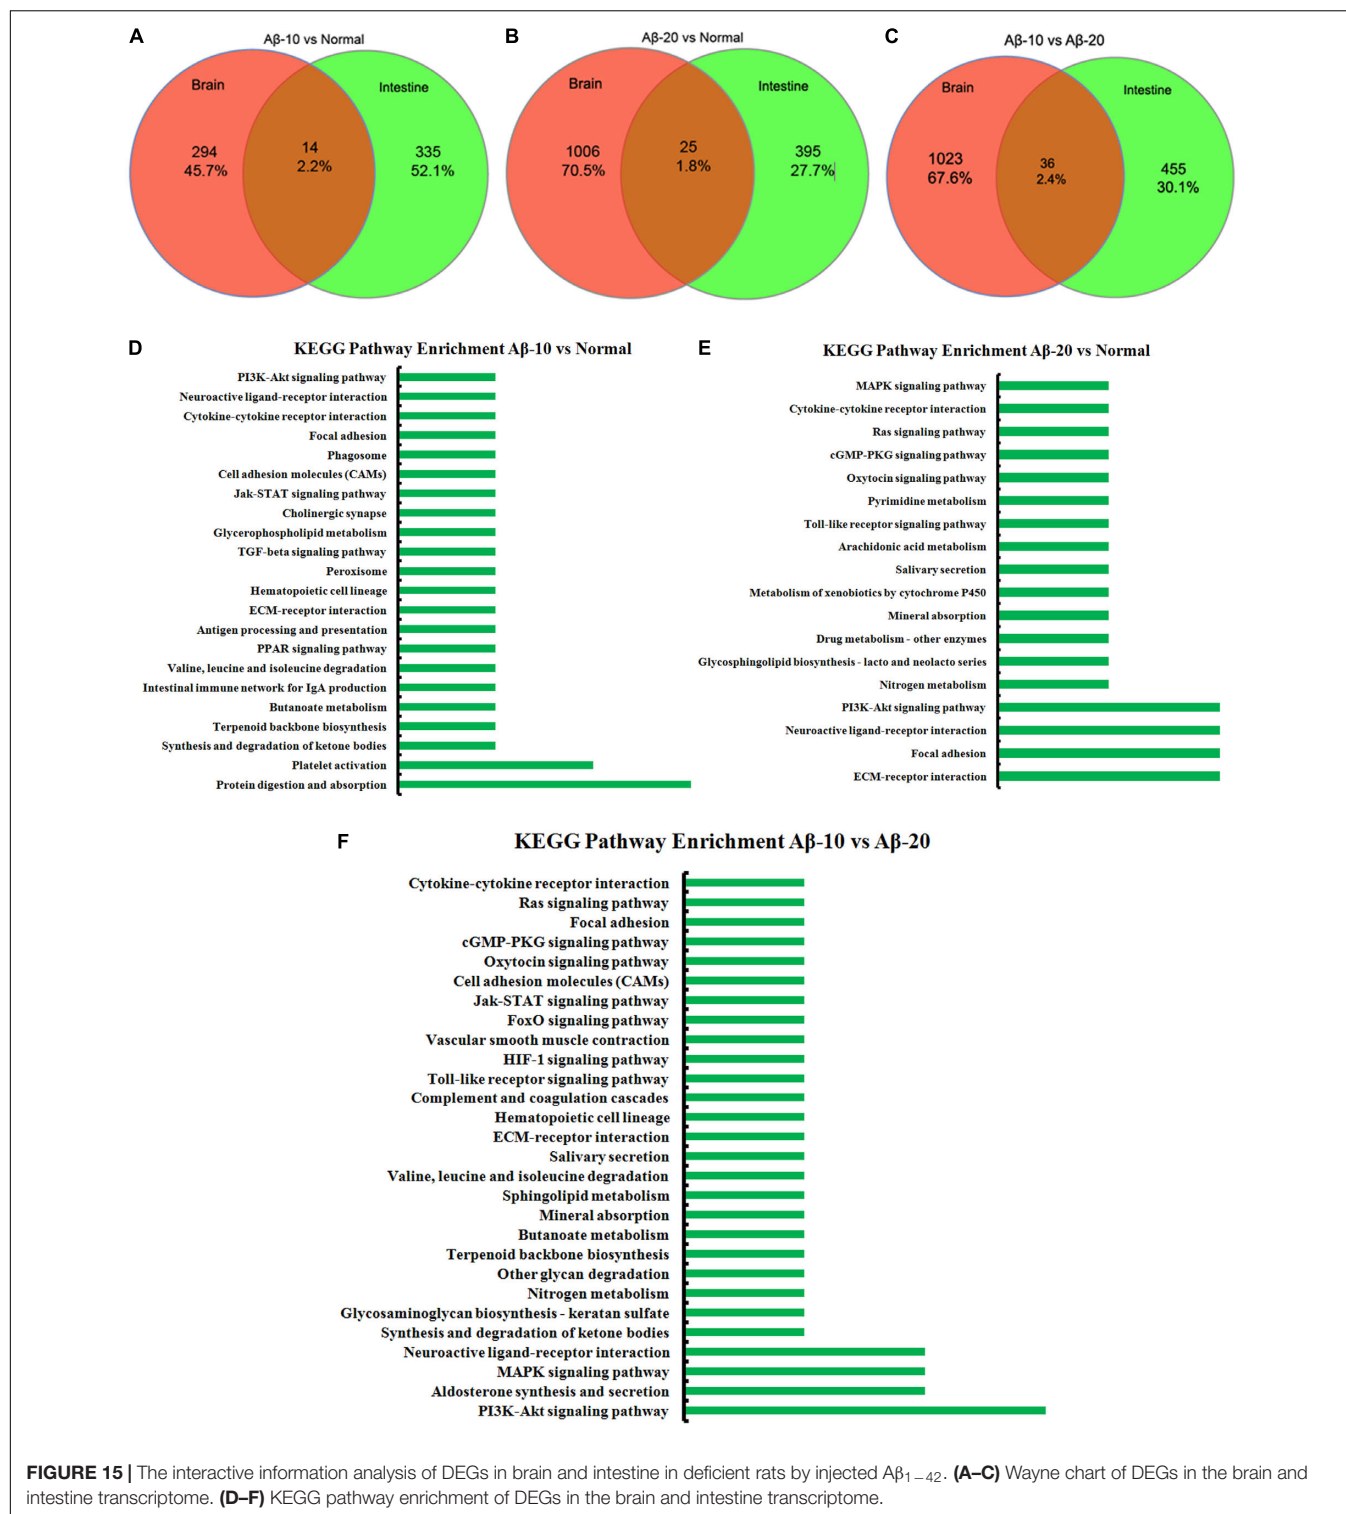 A
Aβ-10 vs Normal
Brain
Intestine
294
45.7%
14
2.2%
335
52.1%
B
Aβ-20 vs Normal
Brain
Intestine
1006
70.5%
25
1.8%
395
27.7%
C
Aβ-10 vs Aβ-20
Brain
Intestine
1023
67.6%
36
2.4%
455
30.1%
D
KEGG Pathway Enrichment Aβ-10 vs Normal
PI3K-Akt signaling pathway
Neuroactive ligand-receptor interaction
Cytokine-cytokine receptor interaction
Focal adhesion
Phagosome
Cell adhesion molecules (CAMs)
Jak-STAT signaling pathway
Cholinergic synapse
Glycerophospholipid metabolism
TGF-beta signaling pathway
Peroxisome
Hematopoietic cell lineage
ECM-receptor interaction
Antigen processing and presentation
PPAR signaling pathway
Valine, leucine and isoleucine degradation
Intestinal immune network for IgA production
Butanoate metabolism
Terpenoid backbone biosynthesis
Synthesis and degradation of ketone bodies
Platelet activation
Protein digestion and absorption
E
KEGG Pathway Enrichment Aβ-20 vs Normal
MAPK signaling pathway
Cytokine-cytokine receptor interaction
Ras signaling pathway
cGMP-PKG signaling pathway
Oxytocin signaling pathway
Pyrimidine metabolism
Toll-like receptor signaling pathway
Arachidonic acid metabolism
Salivary secretion
Metabolism of xenobiotics by cytochrome P450
Mineral absorption
Drug metabolism - other enzymes
Glycosphingolipid biosynthesis - lacto and neolacto series
Nitrogen metabolism
PI3K-Akt signaling pathway
Neuroactive ligand-receptor interaction
Focal adhesion
ECM-receptor interaction
F
KEGG Pathway Enrichment Aβ-10 vs Aβ-20
Cytokine-cytokine receptor interaction
Ras signaling pathway
Focal adhesion
cGMP-PKG signaling pathway
Oxytocin signaling pathway
Cell adhesion molecules (CAMs)
Jak-STAT signaling pathway
FoxO signaling pathway
Vascular smooth muscle contraction
HIF-1 signaling pathway
Toll-like receptor signaling pathway
Complement and coagulation cascades
Hematopoietic cell lineage
ECM-receptor interaction
Salivary secretion
Valine, leucine and isoleucine degradation
Sphingolipid metabolism
Mineral absorption
Butanoate metabolism
Terpenoid backbone biosynthesis
Other glycan degradation
Nitrogen metabolism
Glycosaminoglycan biosynthesis - keratan sulfate
Synthesis and degradation of ketone bodies
Neuroactive ligand-receptor interaction
MAPK signaling pathway
Aldosterone synthesis and secretion
PI3K-Akt signaling pathway
FIGURE 15 | The interactive information analysis of DEGs in brain and intestine in deficient rats by injected Aβ1−42. (A–C) Wayne chart of DEGs in the brain and
intestine transcriptome. (D–F) KEGG pathway enrichment of DEGs in the brain and intestine transcriptome.